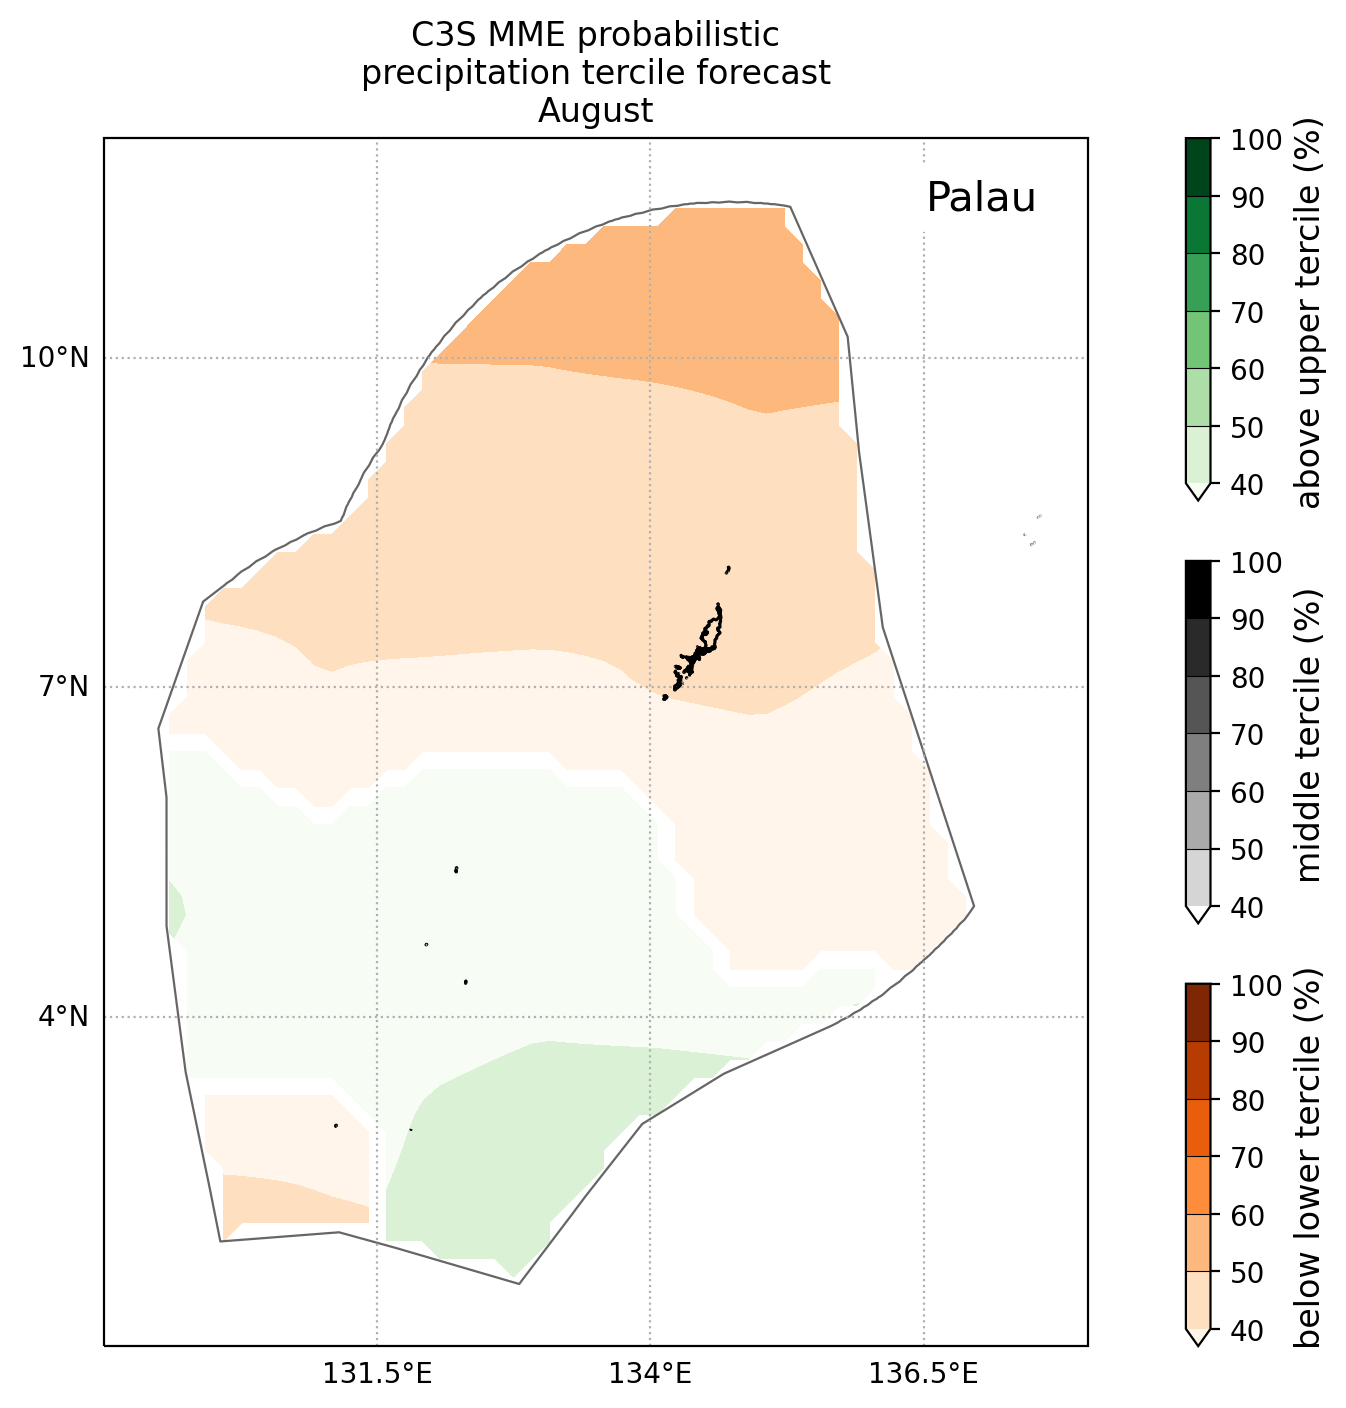 C3S MME probabilistic
precipitation tercile forecast
August
Palau
10°N
7°N
4°N
131.5°E
134°E
136.5°E
100
90
80
70
60
50
40
above upper tercile (%)
100
90
80
70
60
50
40
middle tercile (%)
100
90
80
70
60
50
40
below lower tercile (%)